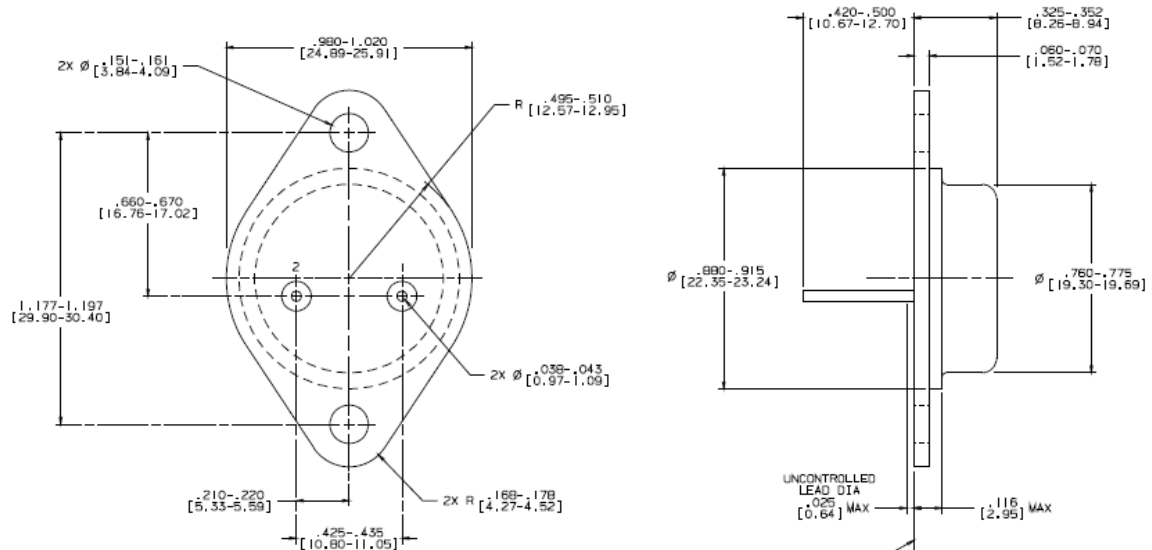 .980-1.020
[24.89-25.91]
2X Ø .151-.161
[3.84-4.09]
R .495-.510
[12.57-12.95]
.660-.670
[16.76-17.02]
1.177-1.197
[29.90-30.40]
2
2X Ø .038-.043
[0.97-1.09]
.210-.220
[5.33-5.59]
2X R .168-.178
[4.27-4.52]
.425-.435
[10.80-11.05]
.420-.500
[10.67-12.70]
.325-.352
[8.26-8.94]
.060-.070
[1.52-1.78]
Ø .880-.915
[22.35-23.24]
Ø .760-.775
[19.30-19.69]
UNCONTROLLED
LEAD DIA
.025
[0.64] MAX
.116
[2.95] MAX